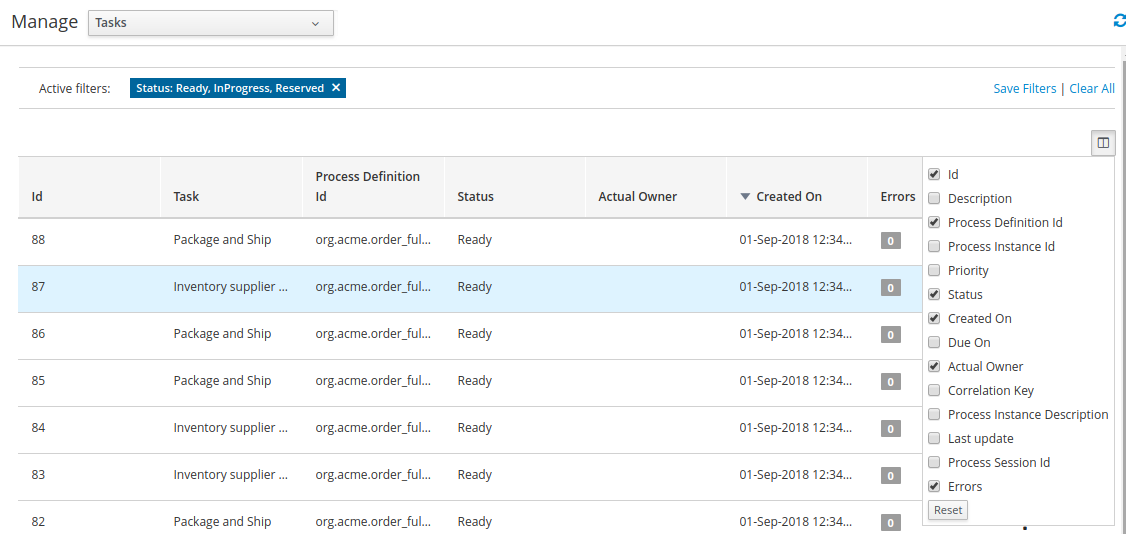 Manage Tasks
Active filters: Status: Ready, InProgress, Reserved × Save Filters | Clear All
Id Task Process Definition Id Status Actual Owner Created On Errors
88 Package and Ship org.acme.order_ful... Ready 01-Sep-2018 12:34... 0
87 Inventory supplier ... org.acme.order_ful... Ready 01-Sep-2018 12:34... 0
86 Package and Ship org.acme.order_ful... Ready 01-Sep-2018 12:34... 0
85 Package and Ship org.acme.order_ful... Ready 01-Sep-2018 12:34... 0
84 Inventory supplier ... org.acme.order_ful... Ready 01-Sep-2018 12:34... 0
83 Inventory supplier ... org.acme.order_ful... Ready 01-Sep-2018 12:34... 0
82 Package and Ship org.acme.order_ful... Ready 01-Sep-2018 12:34... 0
Id
Description
Process Definition Id
Process Instance Id
Priority
Status
Created On
Due On
Actual Owner
Correlation Key
Process Instance Description
Last update
Process Session Id
Errors
Reset